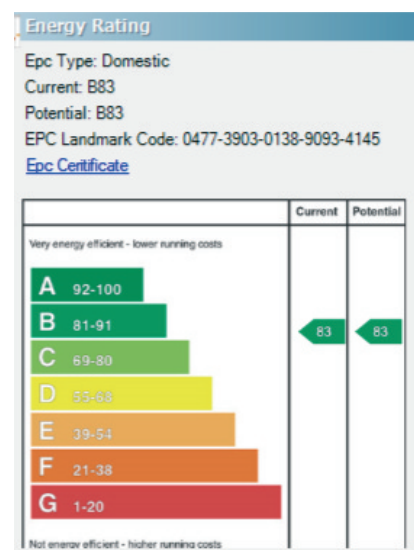 Energy Rating
Epc Type: Domestic
Current: B83
Potential: B83
EPC Landmark Code: 0477-3903-0138-9093-4145
Epc Ceritificate
Current Potential
Very energy efficient - lower running costs
A 92-100
B 81-91
83 83
C 69-80
D 55-68
E 39-54
F 21-38
G 1-20
Not energy efficient - higher running costs